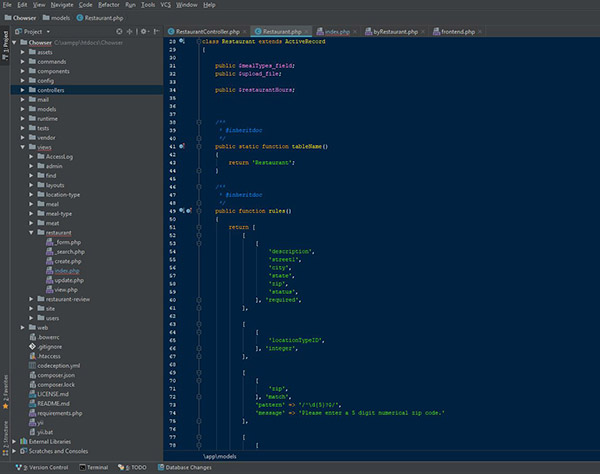 File Edit View Navigate Code Refactor Run Tools VCS Window Help
Chowser models Restaurant.php
Project
RestaurantController.php Restaurant.php index.php byRestaurant.php frontend.php
1: Project
Chowser C:\xampp\htdocs\Chowser
assets
commands
components
config
controllers
mail
models
runtime
tests
vendor
views
AccessLog
admin
find
layouts
location-type
meal
meal-type
meat
restaurant
_form.php
_search.php
create.php
index.php
update.php
view.php
restaurant-review
site
users
web
.bowerrc
.gitignore
.htaccess
codeception.yml
composer.json
composer.lock
LICENSE.md
README.md
requirements.php
yii
yii.bat
External Libraries
Scratches and Consoles
2: Favorites
Z: Structure
28 class Restaurant extends ActiveRecord
29 {
30
31 public $mealTypes_field;
32 public $upload_file;
33
34 public $restaurantHours;
35
36
37
38 /**
39 * @inheritdoc
40 */
41 public static function tableName()
42 {
43 return 'Restaurant';
44 }
45
46 /**
47 * @inheritdoc
48 */
49 public function rules()
50 {
51 return [
52 [
53 [
54 'description',
55 'street1',
56 'city',
57 'state',
58 'zip',
59 'status',
60 ], 'required',
61 ],
62
63 [
64 [
65 'locationTypeID',
66 ], 'integer',
67 ],
68
69 [
70 [
71 'zip',
72 ], 'match',
73
74 'message' => 'Please enter a 5 digit numerical zip code.'
75 ],
76
77 [
78 [
\app\models
9: Version Control Terminal 6: TODO Database Changes